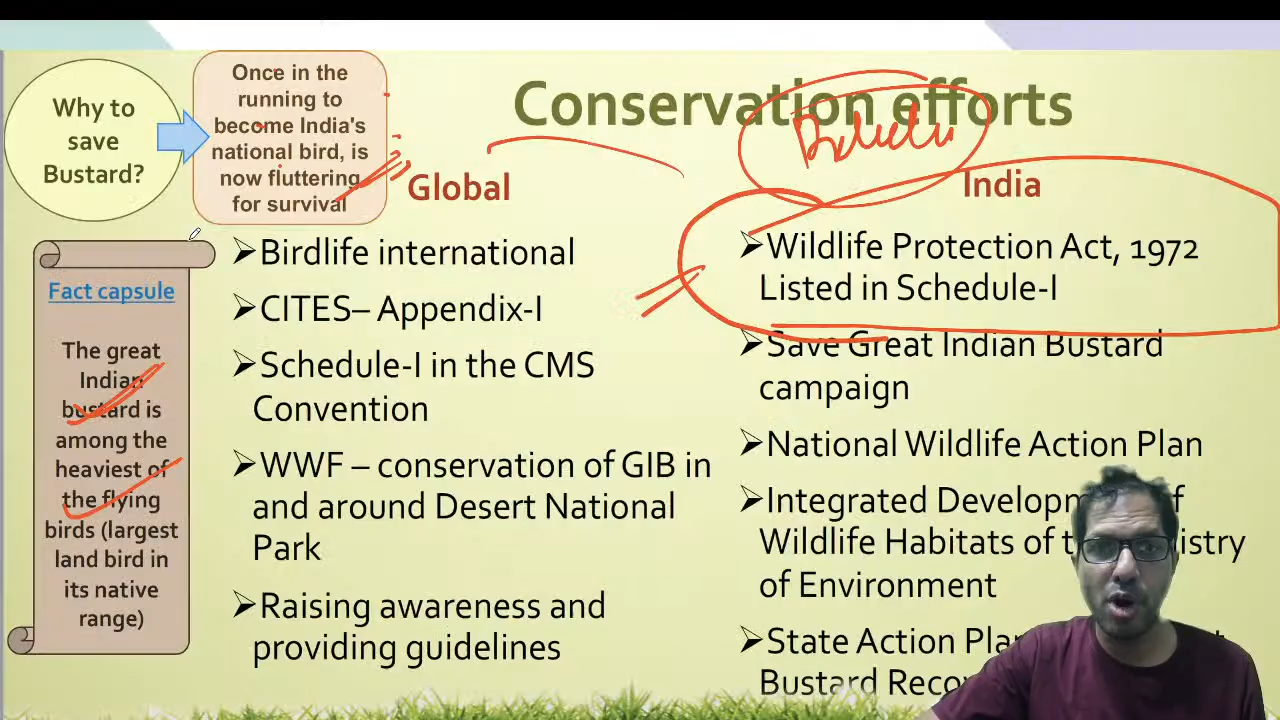 Why to
save
Bustard?
Once in the
running to
become India's
national bird, is
now fluttering
for survival
Conservation efforts
Fact capsule
The great
Indian
bustard is
among the
heaviest of
the flying
birds (largest
land bird in
its native
range)
Global
➢Birdlife international
➢CITES– Appendix-I
➢Schedule-I in the CMS
Convention
➢WWF – conservation of GIB in
and around Desert National
Park
➢Raising awareness and
providing guidelines
India
➢Wildlife Protection Act, 1972
Listed in Schedule-I
➢Save Great Indian Bustard
campaign
➢National Wildlife Action Plan
➢Integrated
Wildlife Habitats of
of Environment
➢State Action
Bustard